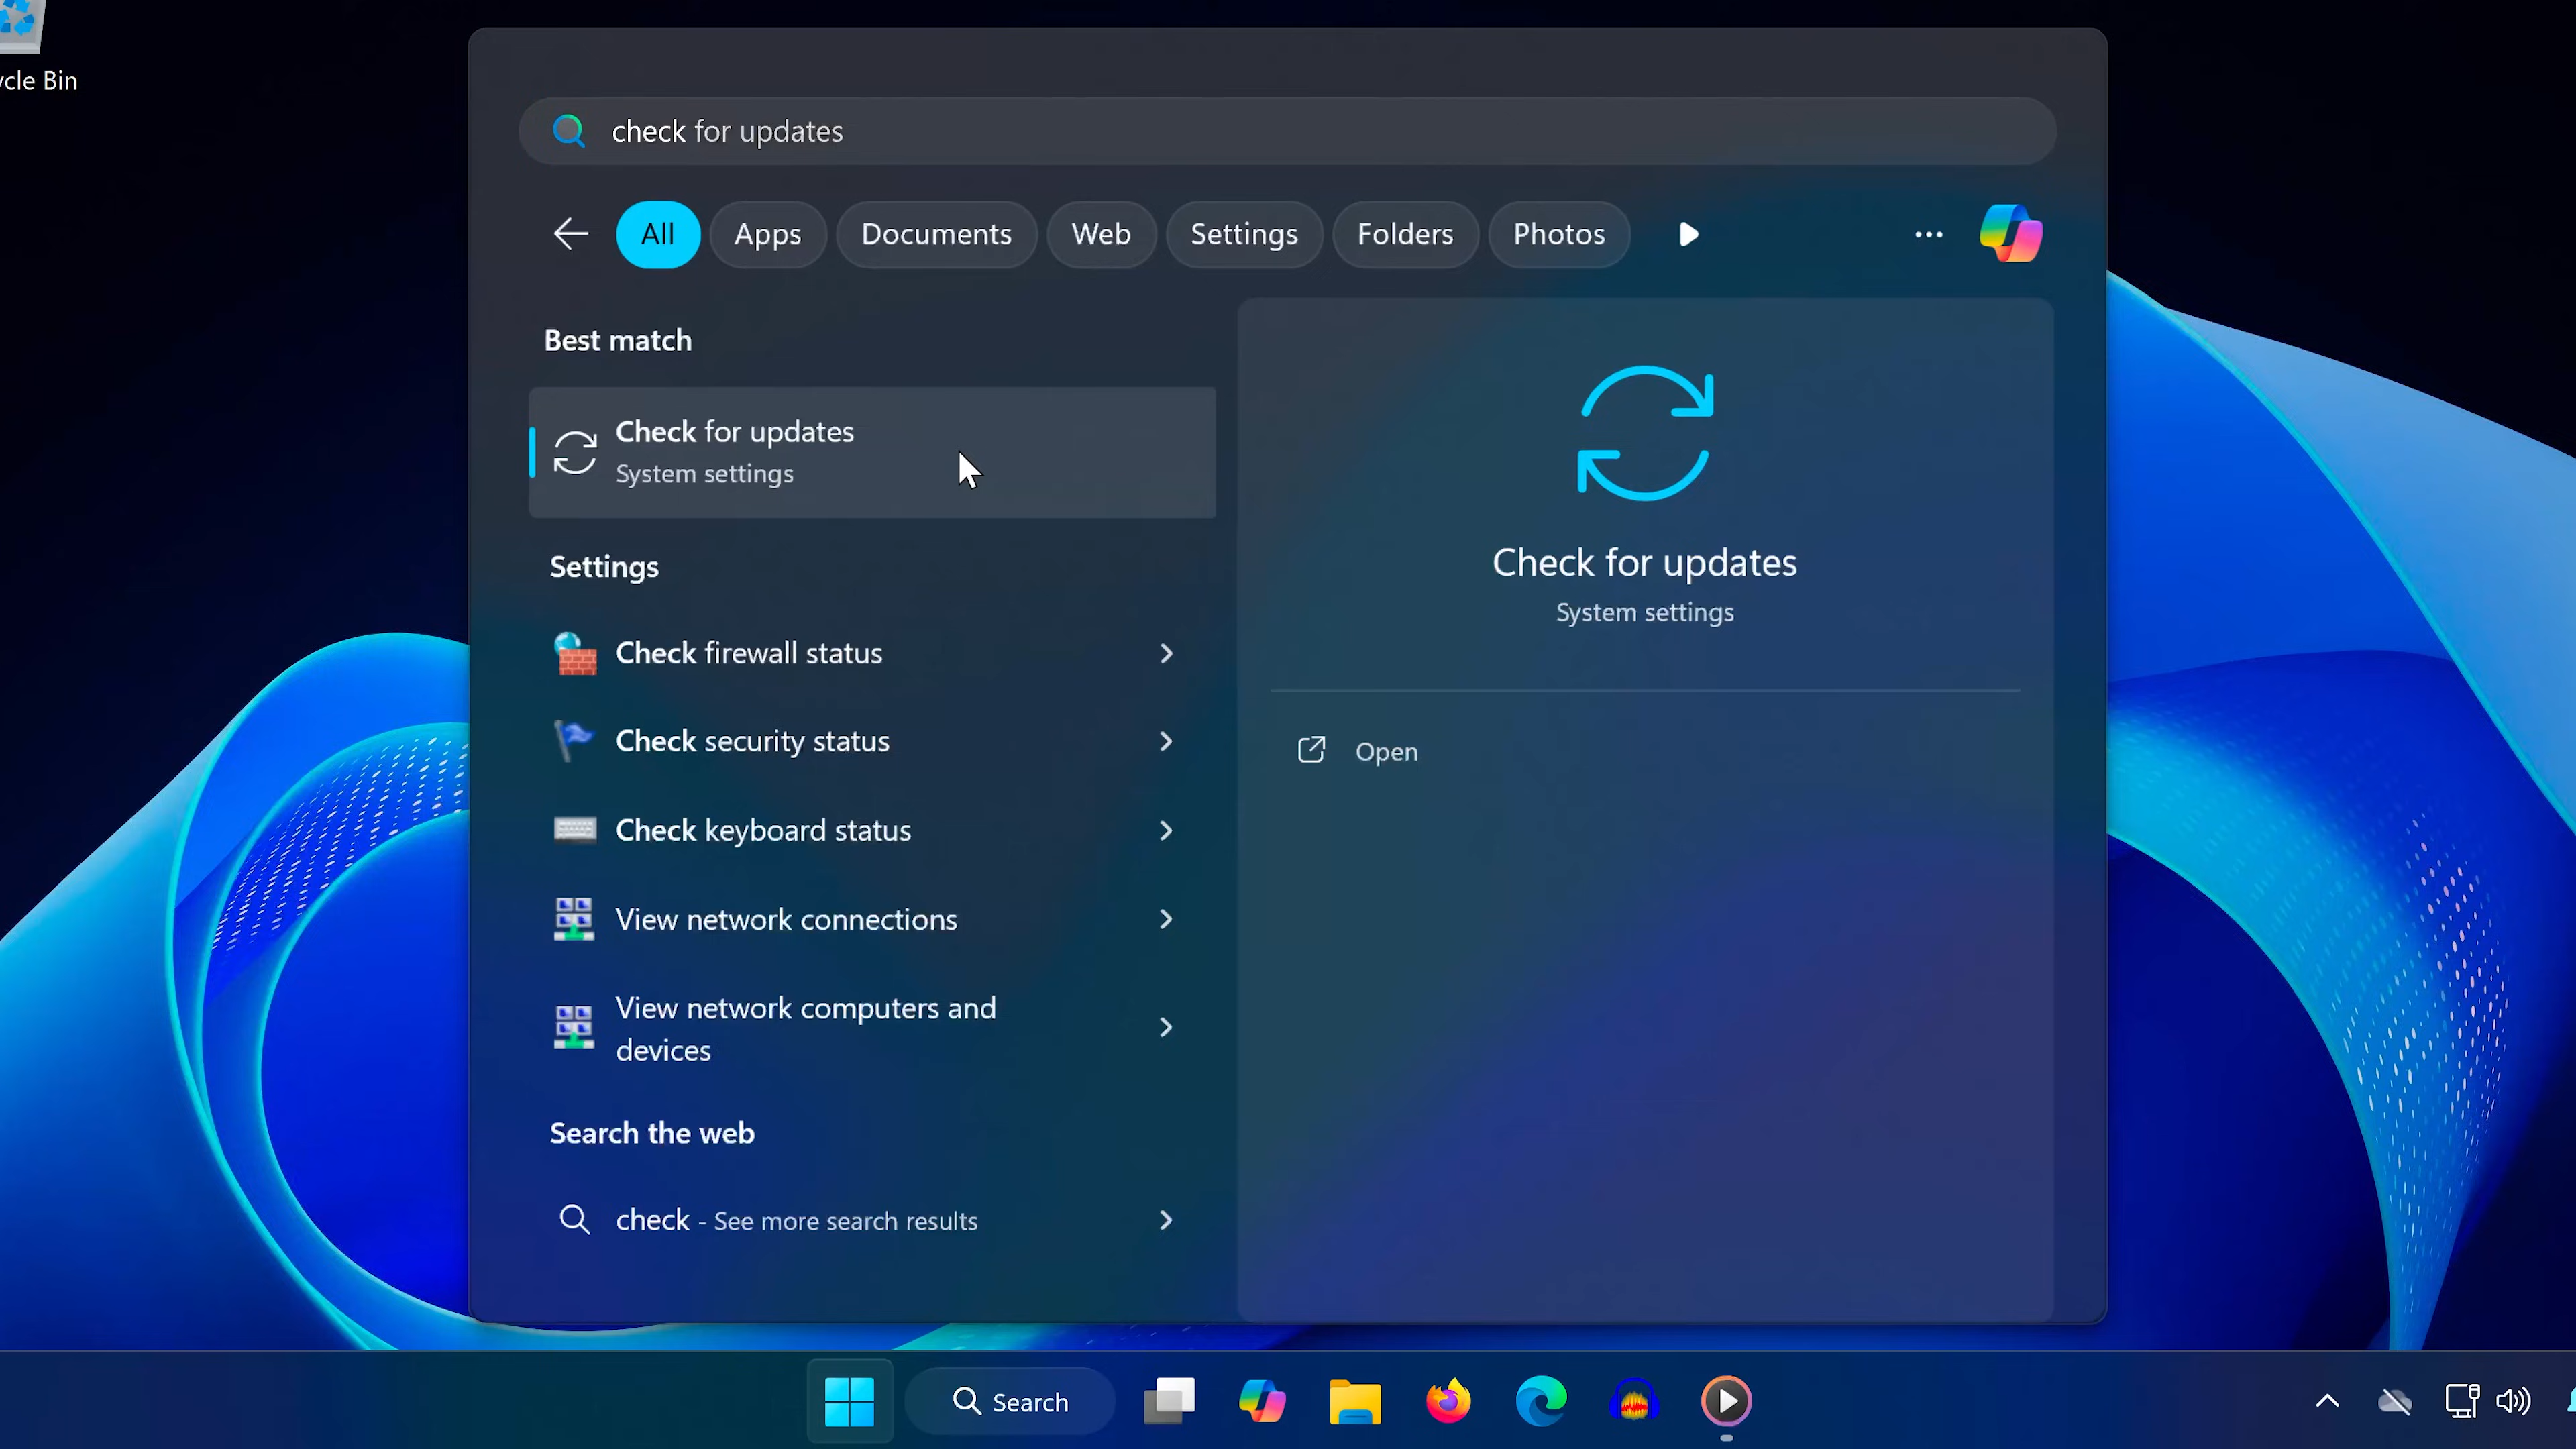 cycle Bin
check for updates
All Apps Documents Web Settings Folders Photos
Best match
Check for updates
System settings
Settings
Check firewall status
Check security status
Check keyboard status
View network connections
View network computers and
devices
Search the web
check - See more search results
Check for updates
System settings
Open
Search